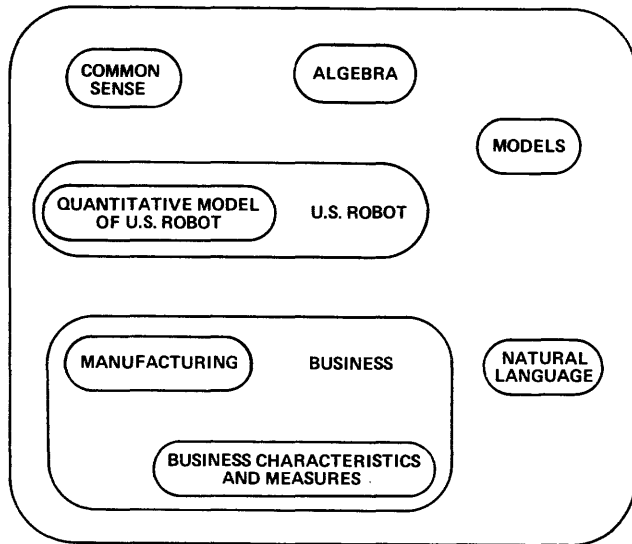 COMMON
SENSE
ALGEBRA
MODELS
QUANTITATIVE MODEL
OF U.S. ROBOT
U.S. ROBOT
MANUFACTURING
BUSINESS
NATURAL
LANGUAGE
BUSINESS CHARACTERISTICS
AND MEASURES